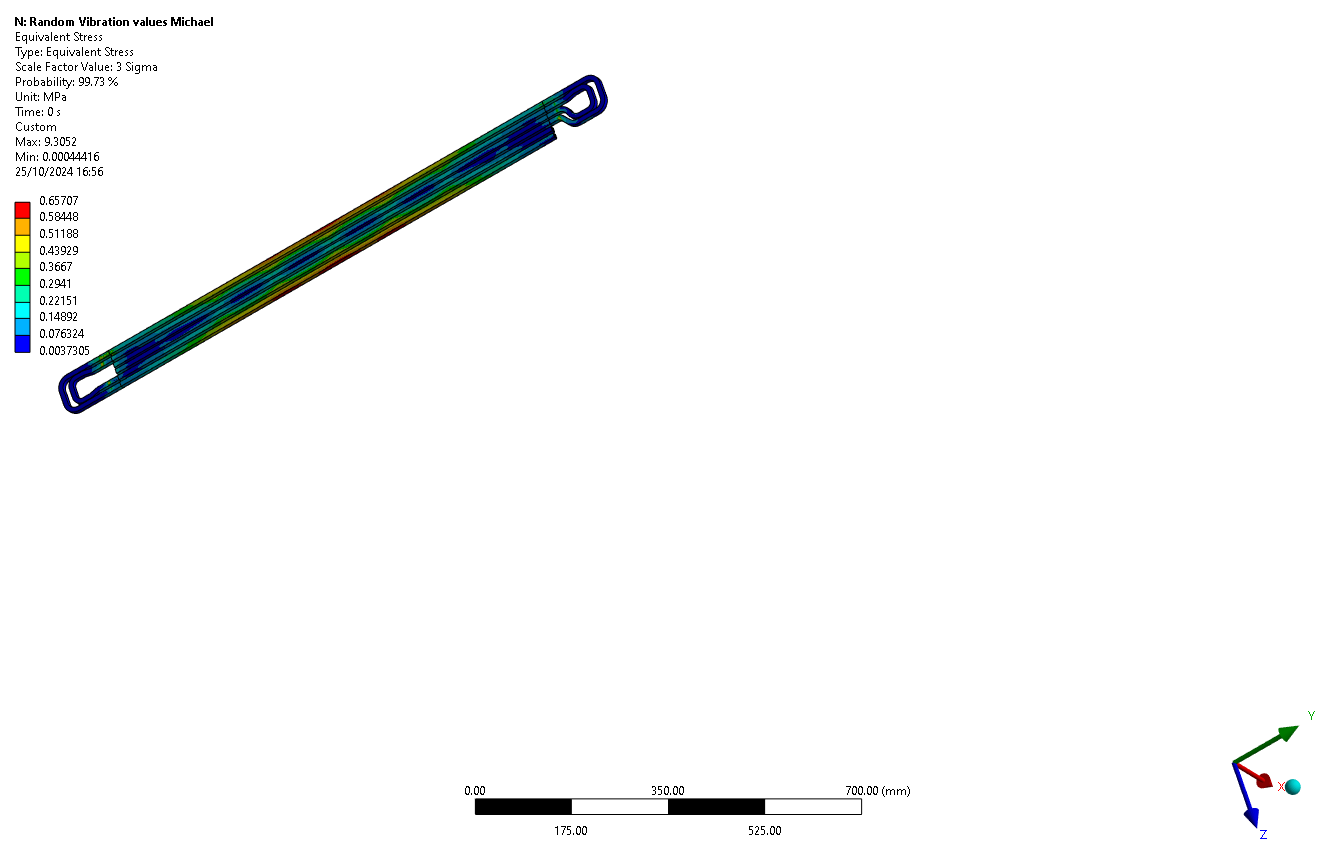 N: Random Vibration values Michael
Equivalent Stress
Type: Equivalent Stress
Scale Factor Value: 3 Sigma
Probability: 99.73 %
Unit: MPa
Time: 0 s
Custom
Max: 9.3052
Min: 0.00044416
25/10/2024 16:56
0.65707
0.58448
0.51188
0.43929
0.3667
0.2941
0.22151
0.14892
0.076324
0.0037305
0.00 350.00 700.00 (mm)
175.00 525.00
Y
X
Z